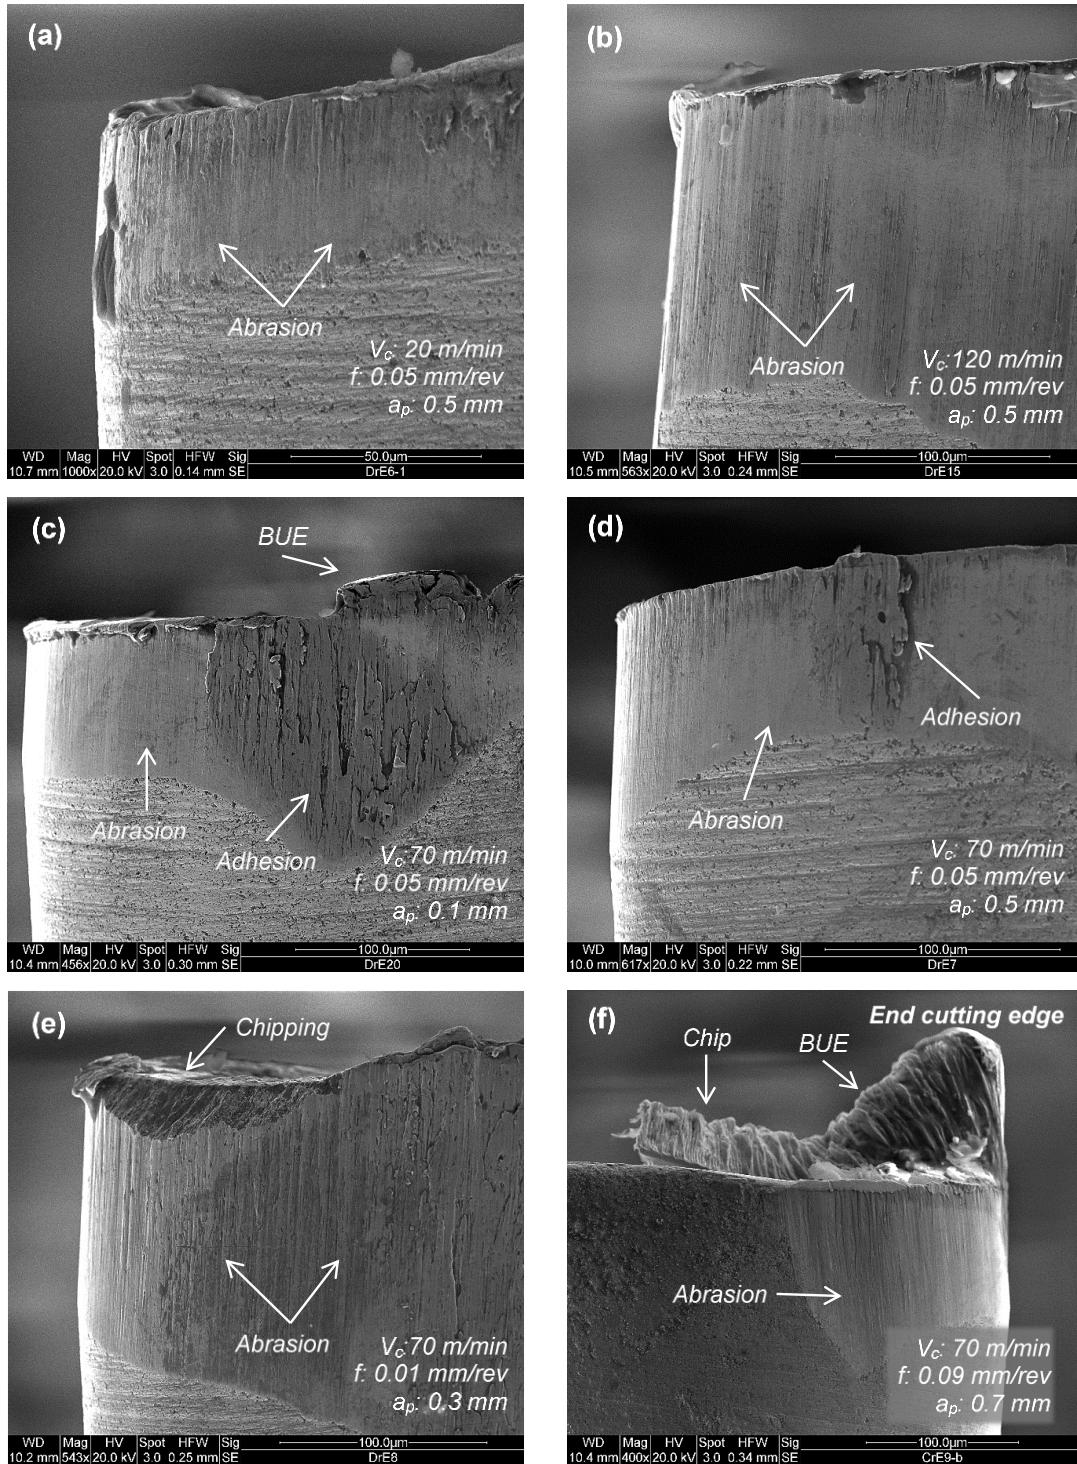 (a)
Abrasion
Vc: 20 m/min
f: 0.05 mm/rev
ap: 0.5 mm
WD Mag HV Spot HFW Sig 50.0µm
10.7 mm 1000x 20.0 kV 3.0 0.14 mm SE DrE6-1
(b)
Abrasion
Vc:120 m/min
f: 0.05 mm/rev
ap: 0.5 mm
WD Mag HV Spot HFW Sig 100.0µm
10.5 mm 563x 20.0 kV 3.0 0.24 mm SE DrE15
(c)
BUE
Abrasion
Adhesion
Vc:70 m/min
f: 0.05 mm/rev
ap: 0.1 mm
WD Mag HV Spot HFW Sig 100.0µm
10.4 mm 456x 20.0 kV 3.0 0.30 mm SE DrE20
(d)
Adhesion
Abrasion
Vc: 70 m/min
f: 0.05 mm/rev
ap: 0.5 mm
WD Mag HV Spot HFW Sig 100.0µm
10.0 mm 617x 20.0 kV 3.0 0.22 mm SE DrE7
(e)
Chipping
Abrasion
Vc:70 m/min
f: 0.01 mm/rev
ap: 0.3 mm
WD Mag HV Spot HFW Sig 100.0µm
10.2 mm 543x 20.0 kV 3.0 0.25 mm SE DrE8
(f)
End cutting edge
Chip
BUE
Abrasion
Vc: 70 m/min
f: 0.09 mm/rev
ap: 0.7 mm
WD Mag HV Spot HFW Sig 100.0µm
10.4 mm 400x 20.0 kV 3.0 0.34 mm SE CrE9-b